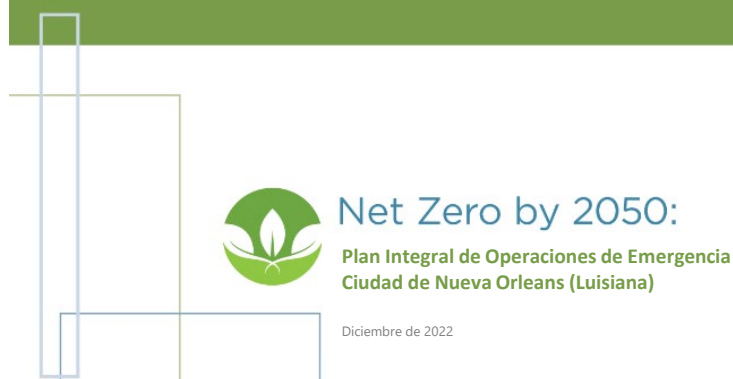 Net Zero by 2050:
Plan Integral de Operaciones de Emergencia
Ciudad de Nueva Orleans (Luisiana)
Diciembre de 2022